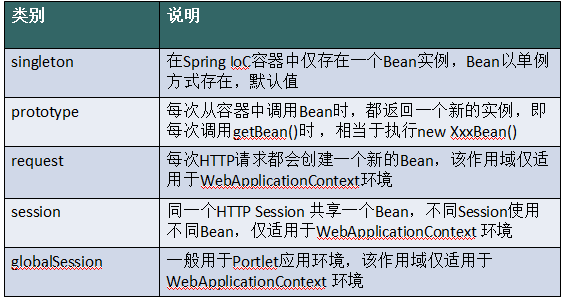 类别 说明
singleton 在Spring IoC容器中仅存在一个Bean实例，Bean以单例
方式存在，默认值
prototype 每次从容器中调用Bean时，都返回一个新的实例，即
每次调用getBean()时 ，相当于执行new XxxBean()
request 每次HTTP请求都会创建一个新的Bean，该作用域仅适
用于WebApplicationContext 环境
session 同一个HTTP Session 共享一个Bean，不同Session使用
不同Bean，仅适用于WebApplicationContext 环境
globalSession 一般用于Portlet应用环境，该作用域仅适用于
WebApplicationContext 环境